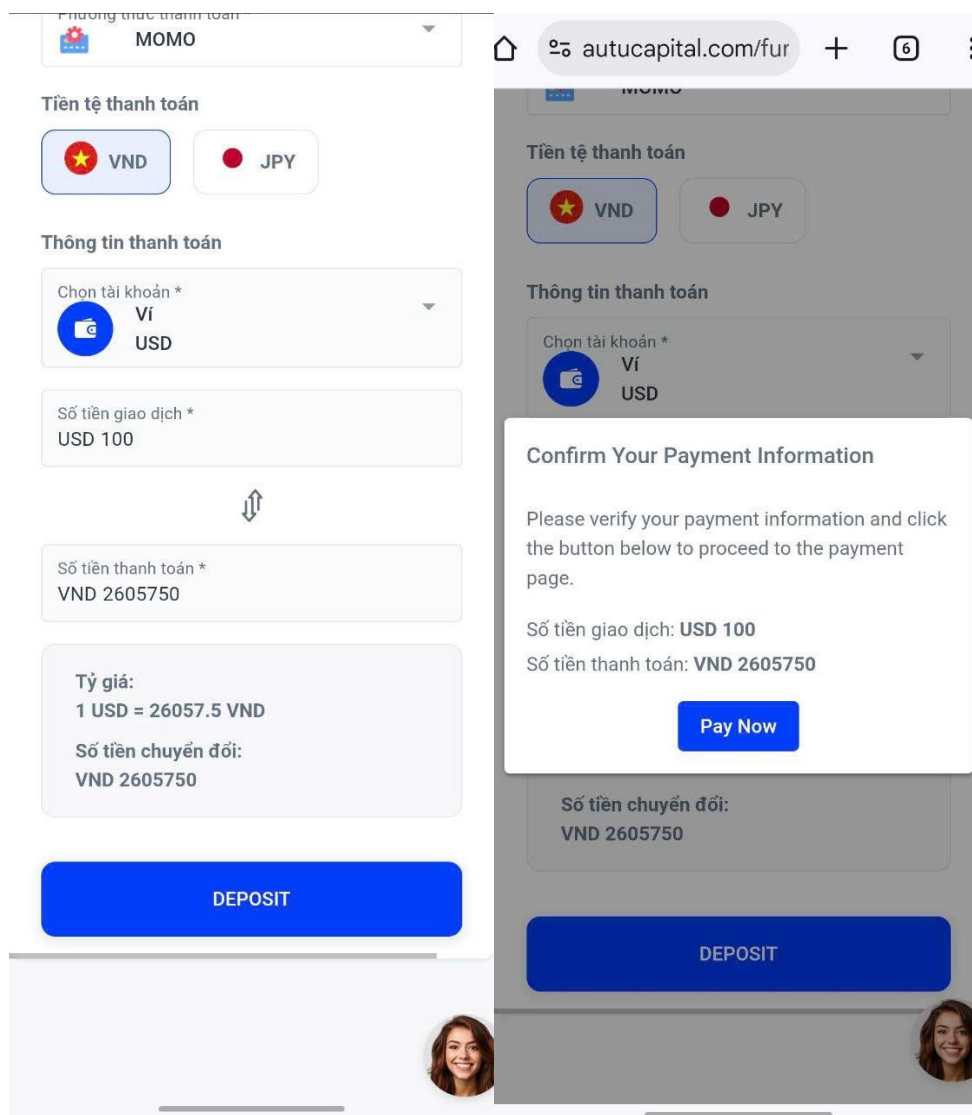 Phương thức thanh toán
MOMO
Tiền tệ thanh toán
VND
JPY
Thông tin thanh toán
Chọn tài khoản *
Ví
USD
Số tiền giao dịch *
USD 100
Số tiền thanh toán *
VND 2605750
Tỷ giá:
1 USD = 26057.5 VND
Số tiền chuyển đổi:
VND 2605750
DEPOSIT
autucapital.com/fur
6
MOMO
Tiền tệ thanh toán
VND
JPY
Thông tin thanh toán
Chọn tài khoản *
Ví
USD
Confirm Your Payment Information
Please verify your payment information and click
the button below to proceed to the payment
page.
Số tiền giao dịch: USD 100
Số tiền thanh toán: VND 2605750
Pay Now
Số tiền chuyển đổi:
VND 2605750
DEPOSIT